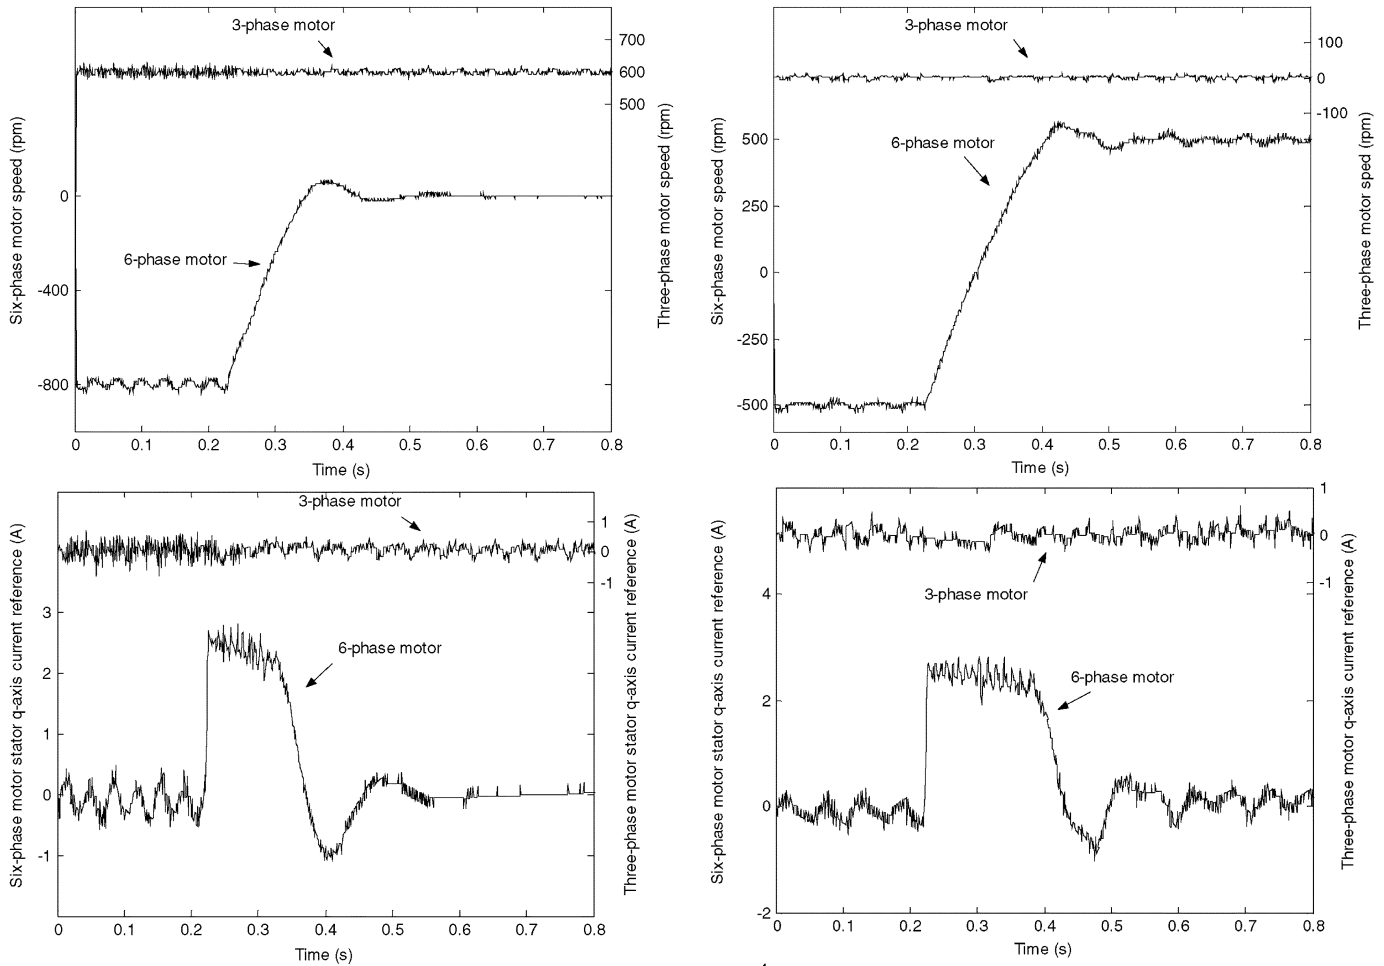 3-phase motor
700
600
500
0
-400
-800
6-phase motor
Six-phase motor speed (rpm)
Three-phase motor speed (rpm)
0 0.1 0.2 0.3 0.4 0.5 0.6 0.7 0.8
Time (s)
3-phase motor
100
0
-100
500
250
0
-250
-500
6-phase motor
Six-phase motor speed (rpm)
Three-phase motor sped (rpm)
0 0.1 0.2 0.3 0.4 0.5 0.6 0.7 0.8
Time (s)
3-phase motor
1
0
-1
3
2
1
0
-1
6-phase motor
Six-phase motor stator q-axis current reference (A)
Three-phase motor stator q-axis current reference (A)
0 0.1 0.2 0.3 0.4 0.5 0.6 0.7 0.8
Time (s)
1
0
-1
3-phase motor
4
2
0
-2
6-phase motor
Six-phase motor stator q-axis current reference (A)
Three-phase motor q-axis current reference (A)
0 0.1 0.2 0.3 0.4 0.5 0.6 0.7 0.8
Time (s)